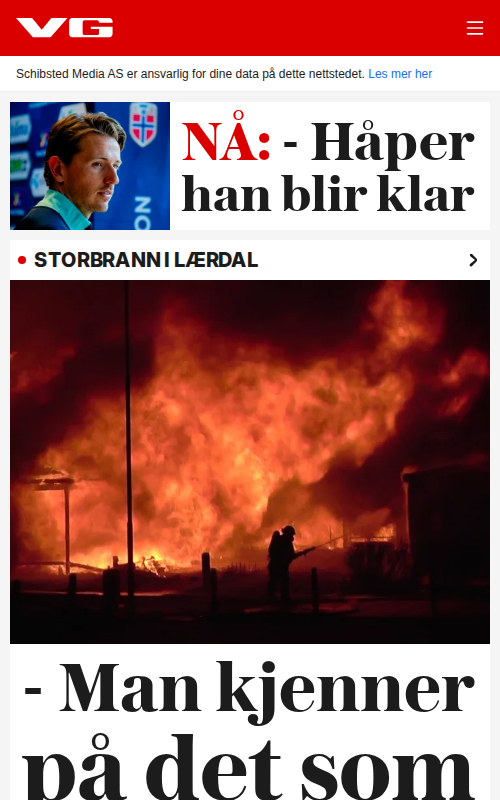 VG
Schibsted Media AS er ansvarlig for dine data på dette nettstedet. Les mer her
NÅ: - Håper
han blir klar
STORBRANN I LÆRDAL
- Man kjenner
på det som